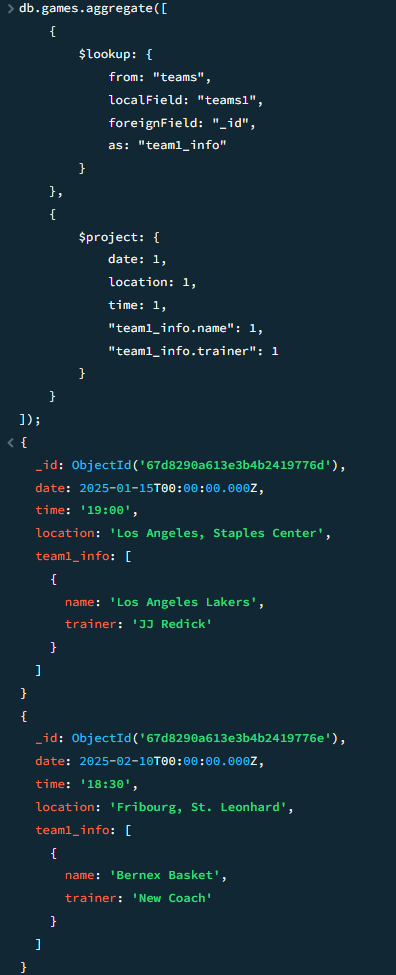 > db.games.aggregate([
{
$lookup: {
from: "teams",
localField: "teams1",
foreignField: "_id",
as: "team1_info"
}
},
{
$project: {
date: 1,
location: 1,
time: 1,
"team1_info.name": 1,
"team1_info.trainer": 1
}
}
]);
< {
_id: ObjectId('67d8290a613e3b4b2419776d'),
date: 2025-01-15T00:00:00.000Z,
time: '19:00',
location: 'Los Angeles, Staples Center',
team1_info: [
{
name: 'Los Angeles Lakers',
trainer: 'JJ Redick'
}
]
}
{
_id: ObjectId('67d8290a613e3b4b2419776e'),
date: 2025-02-10T00:00:00.000Z,
time: '18:30',
location: 'Fribourg, St. Leonhard',
team1_info: [
{
name: 'Bernex Basket',
trainer: 'New Coach'
}
]
}